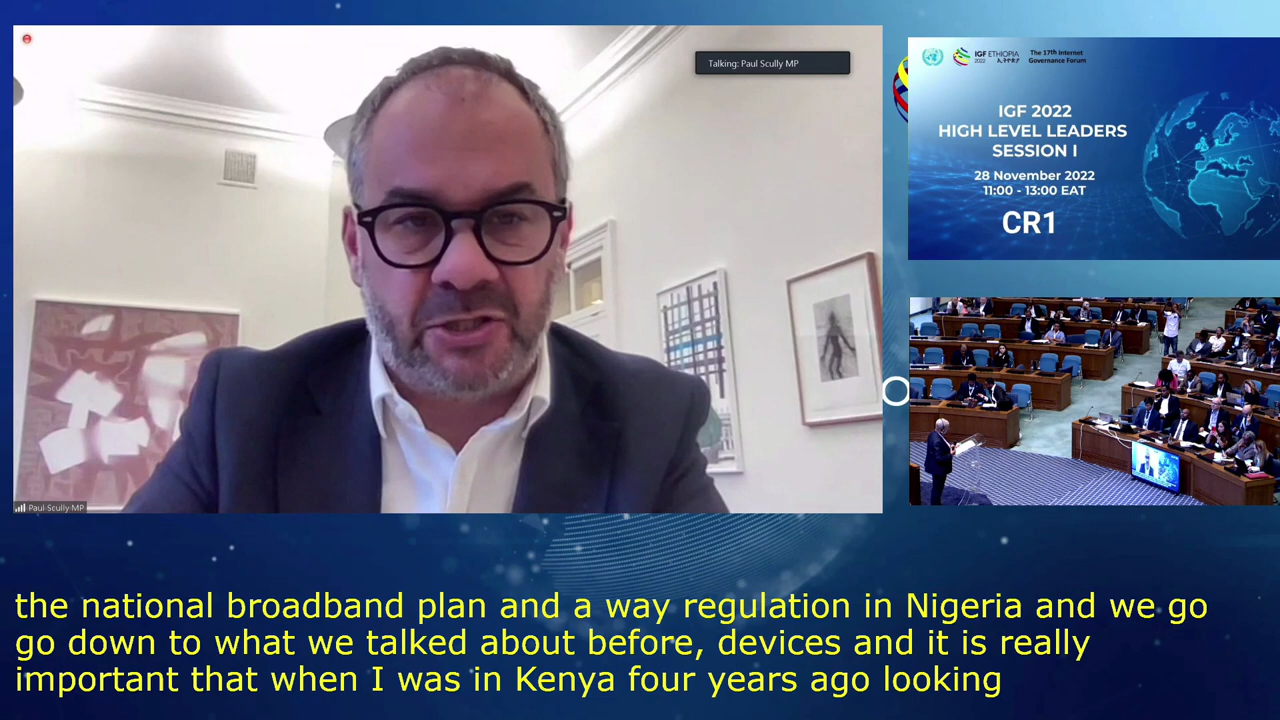 Talking: Paul Scully MP
Paul Scully MP
IGF ETHIOPIA
2022 ኢትዮጵያ
The 17th Internet
Governance Forum
IGF 2022
HIGH LEVEL LEADERS
SESSION I
28 November 2022
11:00 - 13:00 EAT
CR1
O
the national broadband plan and a way regulation in Nigeria and we go
go down to what we talked about before, devices and it is really
important that when I was in Kenya four years ago looking